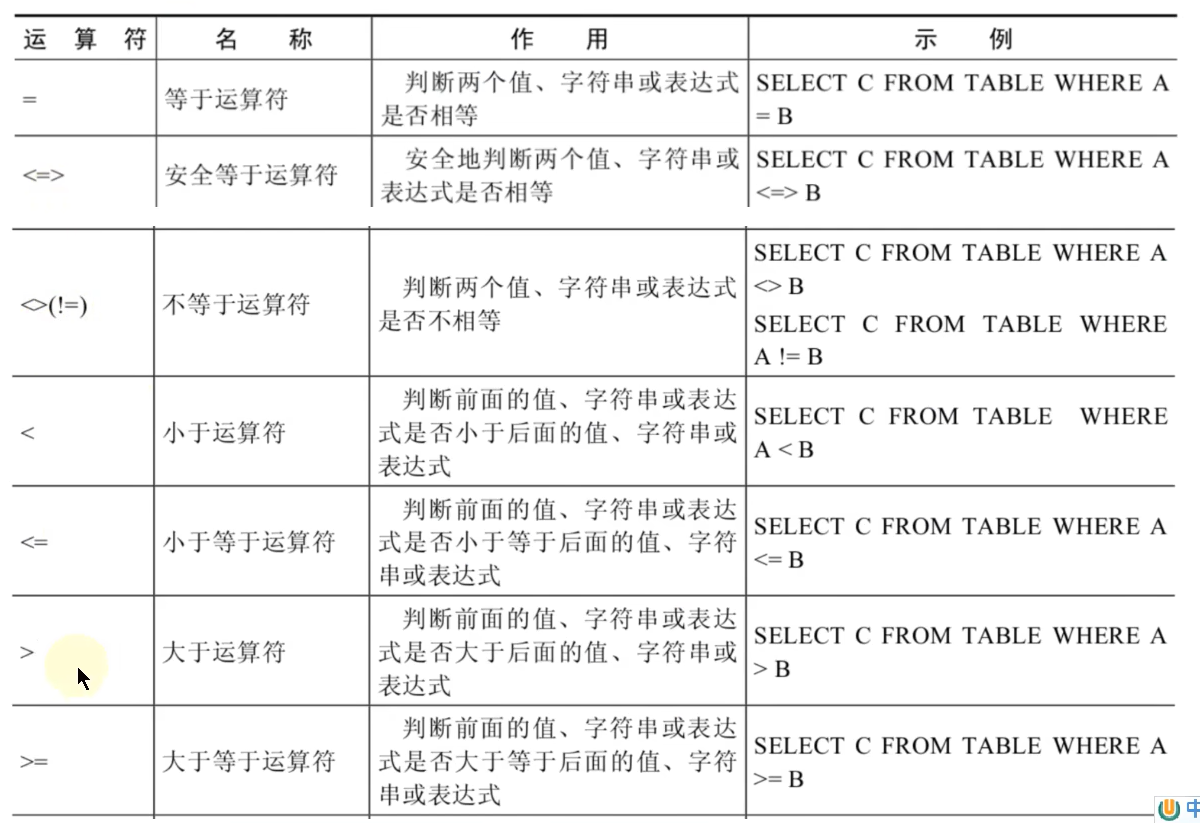 运 算 符 名 称 作 用 示 例
= 等于运算符 判断两个值、字符串或表达式 SELECT C FROM TABLE WHERE A
是否相等 = B
<=> 安全等于运算符 安全地判断两个值、字符串或 SELECT C FROM TABLE WHERE A
表达式是否相等 <=> B
<>(!=) 不等于运算符 判断两个值、字符串或表达式 SELECT C FROM TABLE WHERE A
是否不相等 <> B
SELECT C FROM TABLE WHERE
A != B
< 小于运算符 判断前面的值、字符串或表达 SELECT C FROM TABLE WHERE
式是否小于后面的值、字符串或 A < B
表达式
<= 小于等于运算符 判断前面的值、字符串或表达 SELECT C FROM TABLE WHERE A
式是否小于等于后面的值、字符 <= B
串或表达式
> 大于运算符 判断前面的值、字符串或表达 SELECT C FROM TABLE WHERE A
式是否大于后面的值、字符串或 > B
表达式
>= 大于等于运算符 判断前面的值、字符串或表达 SELECT C FROM TABLE WHERE A
式是否大于等于后面的值、字符 >= B
串或表达式
中